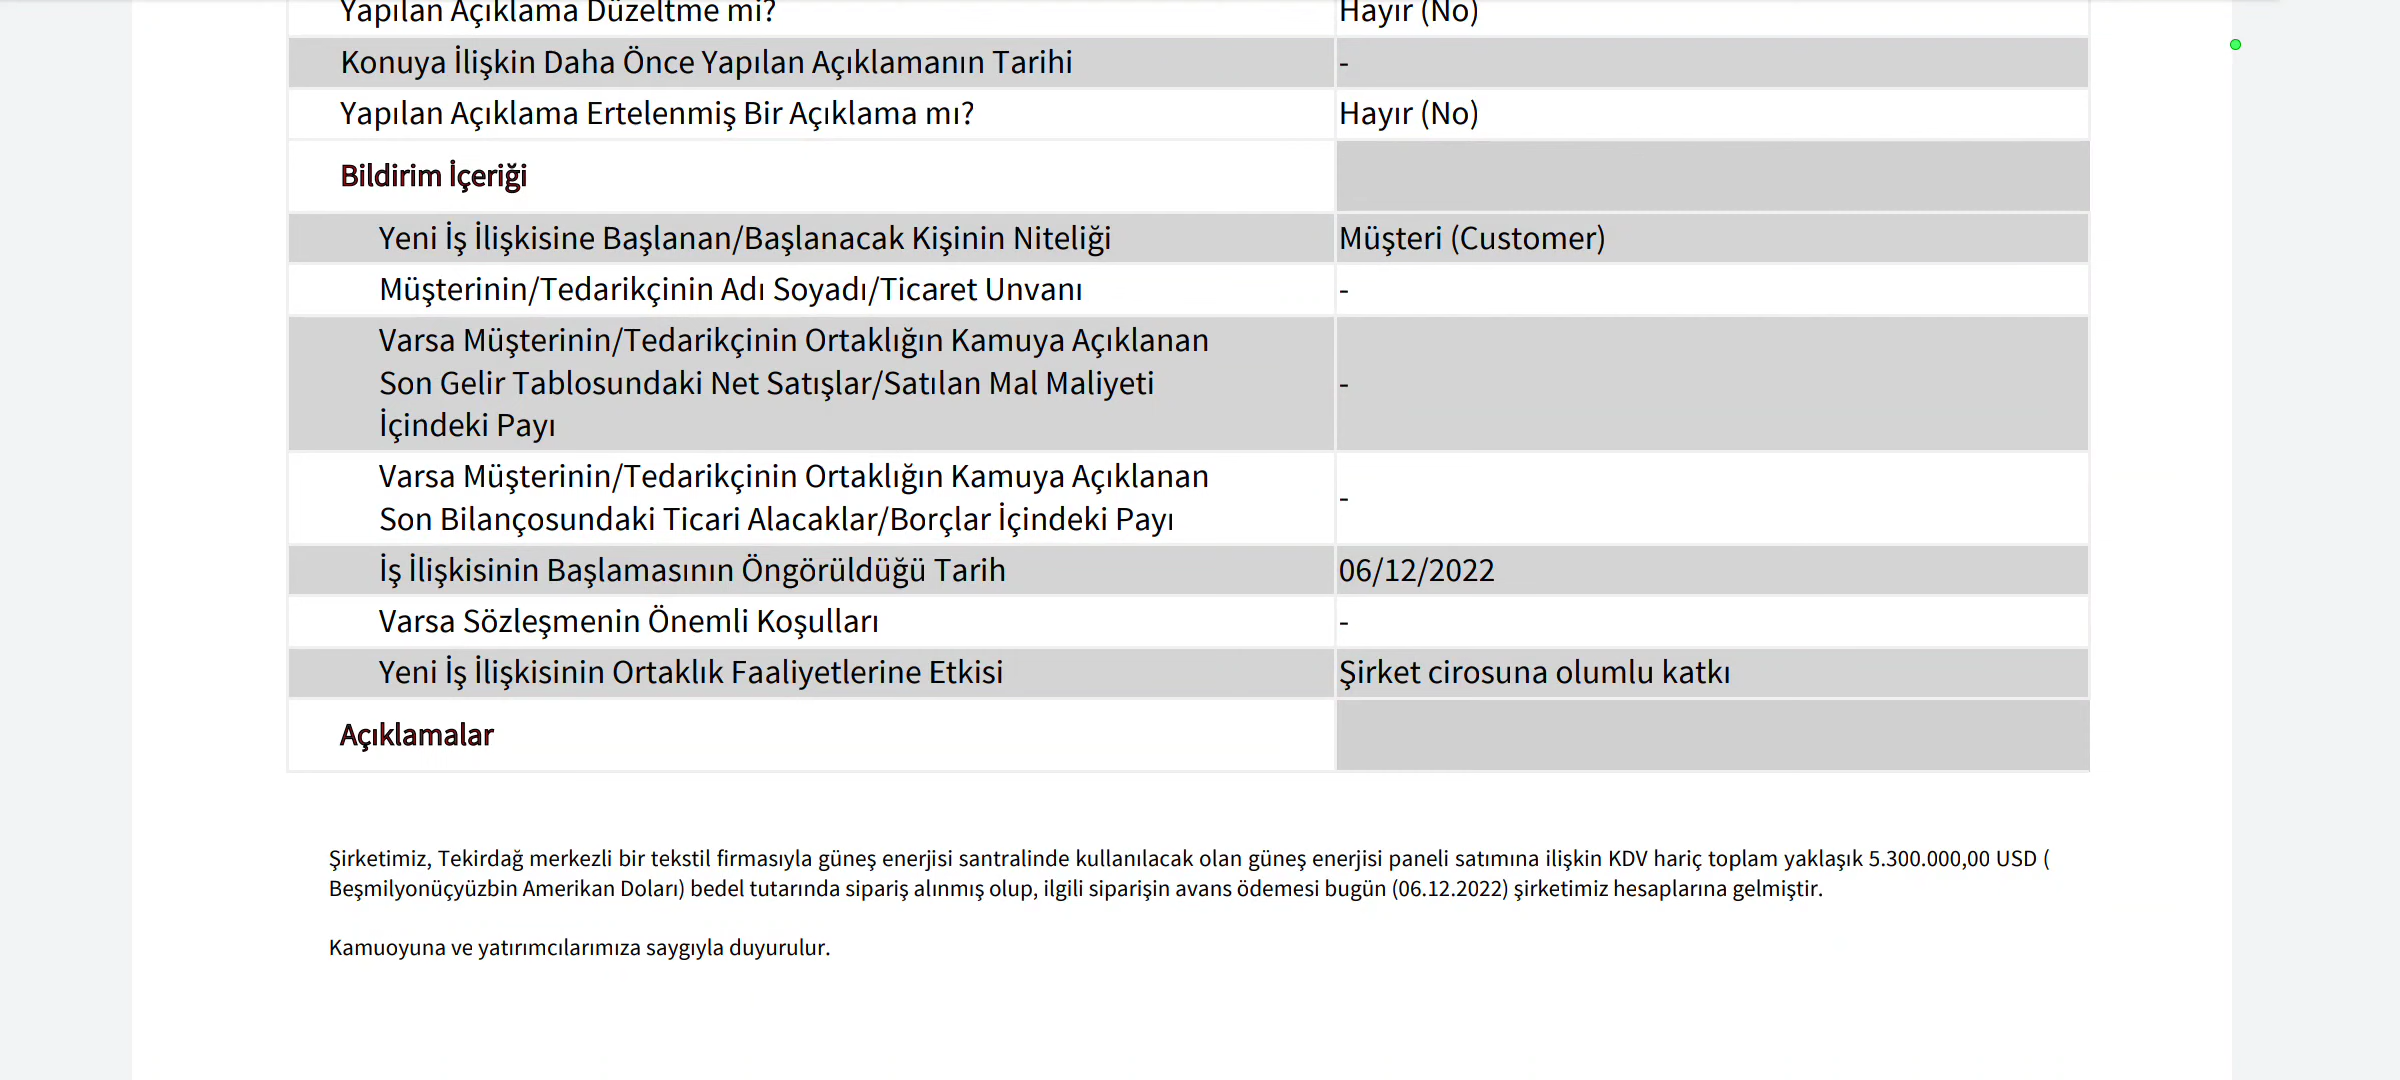 Yapılan Açıklama Düzeltme mi? Hayır (No)
Konuya İlişkin Daha Önce Yapılan Açıklamanın Tarihi -
Yapılan Açıklama Ertelenmiş Bir Açıklama mı? Hayır (No)
Bildirim İçeriği
Yeni İş İlişkisine Başlanan/Başlanacak Kişinin Niteliği Müşteri (Customer)
Müşterinin/Tedarikçinin Adı Soyadı/Ticaret Unvanı -
Varsa Müşterinin/Tedarikçinin Ortaklığın Kamuya Açıklanan
Son Gelir Tablosundaki Net Satışlar/Satılan Mal Maliyeti -
İçindeki Payı
Varsa Müşterinin/Tedarikçinin Ortaklığın Kamuya Açıklanan
Son Bilançosundaki Ticari Alacaklar/Borçlar İçindeki Payı -
İş İlişkisinin Başlamasının Öngörüldüğü Tarih 06/12/2022
Varsa Sözleşmenin Önemli Koşulları -
Yeni İş İlişkisinin Ortaklık Faaliyetlerine Etkisi Şirket cirosuna olumlu katkı
Açıklamalar
Şirketimiz, Tekirdağ merkezli bir tekstil firmasıyla güneş enerjisi santralinde kullanılacak olan güneş enerjisi paneli satımına ilişkin KDV hariç toplam yaklaşık 5.300.000,00 USD (
Beşmilyonüçyüzbin Amerikan Doları) bedel tutarında sipariş alınmış olup, ilgili siparişin avans ödemesi bugün (06.12.2022) şirketimiz hesaplarına gelmiştir.
Kamuoyuna ve yatırımcılarımıza saygıyla duyurulur.